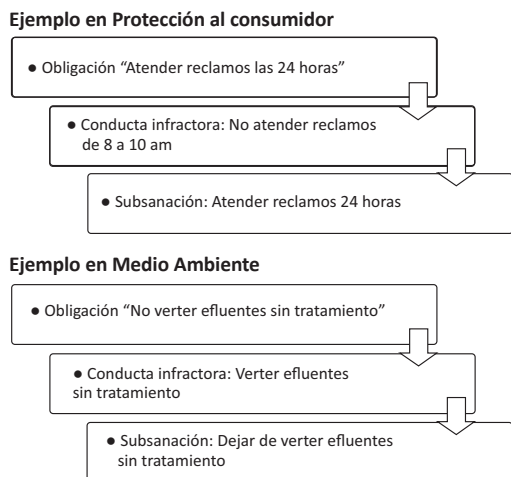 Ejemplo en Protección al consumidor
● Obligación “Atender reclamos las 24 horas”
● Conducta infractora: No atender reclamos
de 8 a 10 am
● Subsanación: Atender reclamos 24 horas
Ejemplo en Medio Ambiente
● Obligación “No verter efluentes sin tratamiento”
● Conducta infractora: Verter efluentes
sin tratamiento
● Subsanación: Dejar de verter efluentes
sin tratamiento